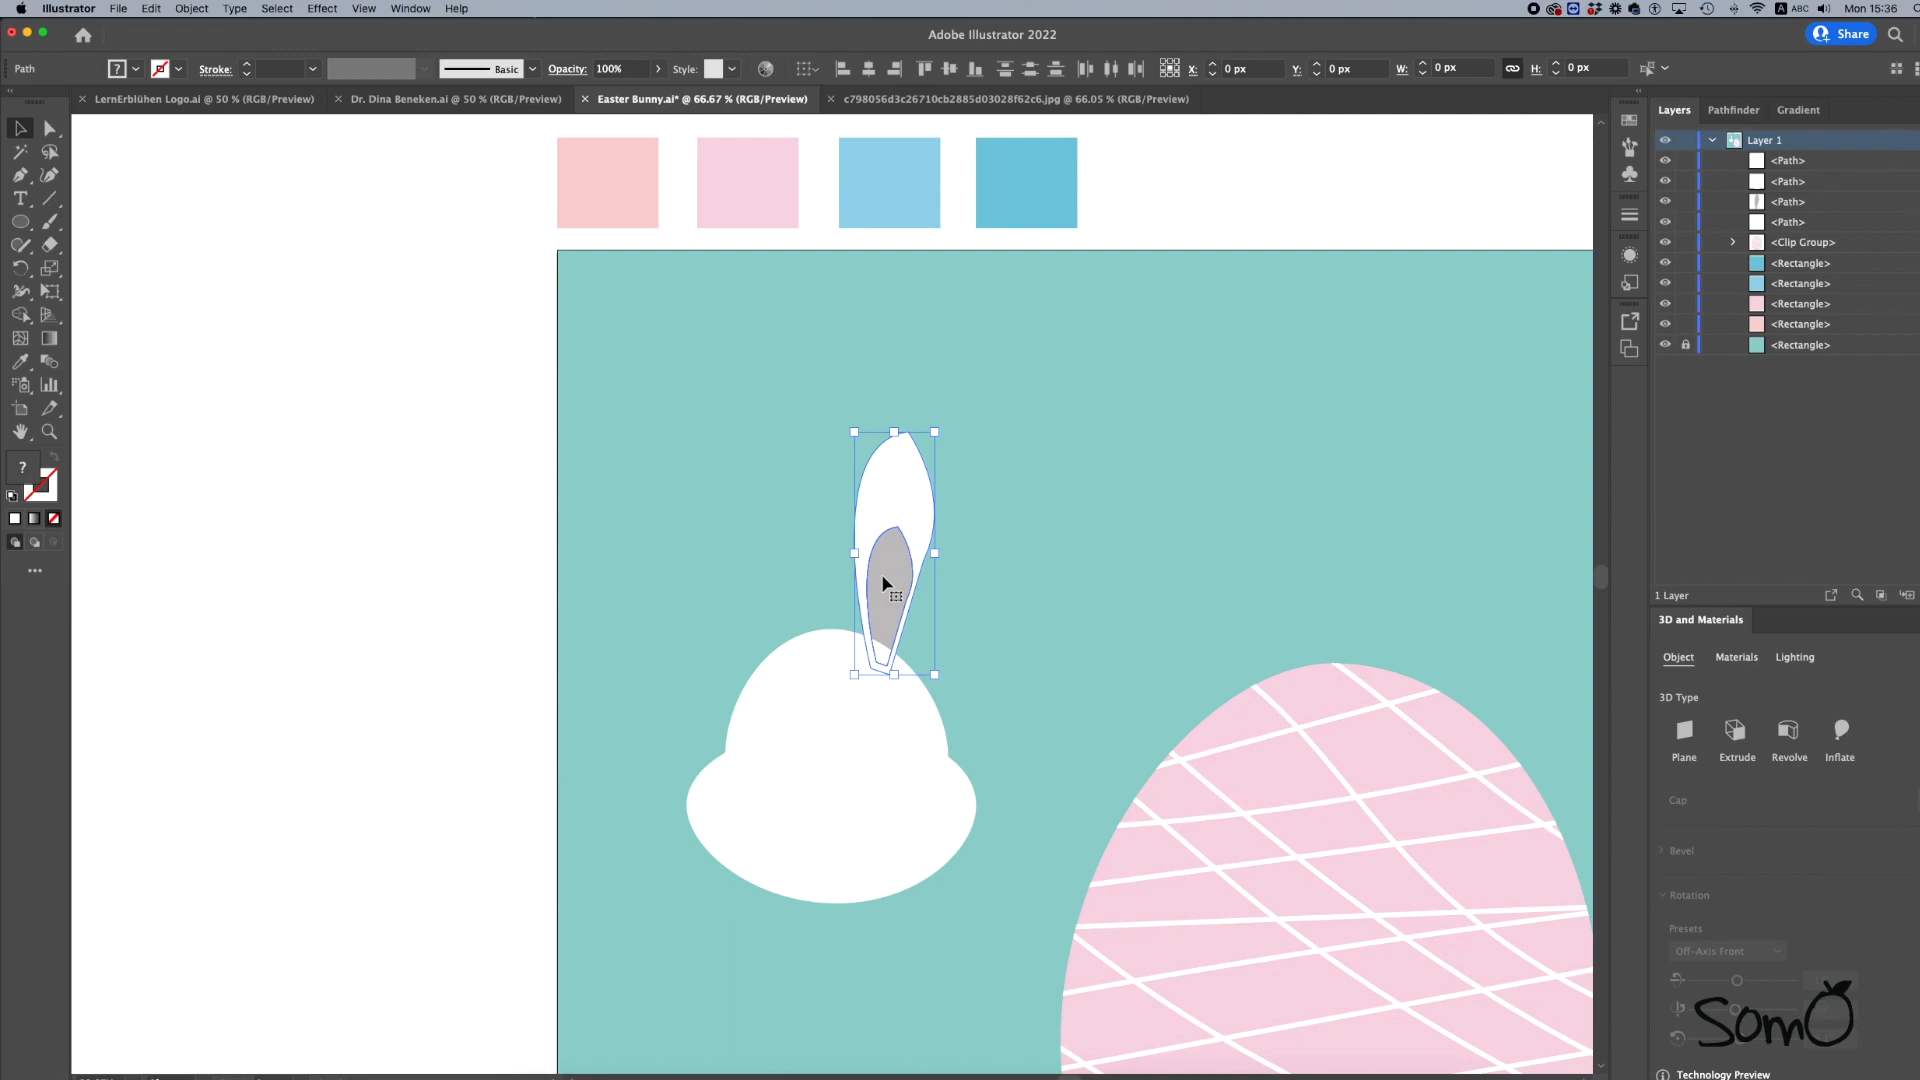 Illustrator File Edit Object Type Select Effect View Window Help
ABC Mon 15:36
Adobe Illustrator 2022
Share
Path ? Stroke: Basic Opacity: 100% Style: X: 0 px Y: 0 px W: 0 px H: 0 px
LernErblühen Logo.ai @ 50 % (RGB/Preview)
Dr. Dina Beneken.ai @ 50 % (RGB/Preview)
Easter Bunny.ai* @ 66.67 % (RGB/Preview)
c798056d3c26710cb2885d03028f62c6.jpg @ 66.05 % (RGB/Preview)
Layers Pathfinder Gradient
Layer 1
<Path>
<Path>
<Path>
<Path>
<Clip Group>
<Rectangle>
<Rectangle>
<Rectangle>
<Rectangle>
<Rectangle>
?
1 Layer
3D and Materials
Object Materials Lighting
3D Type
Plane Extrude Revolve Inflate
Cap
Bevel
Rotation
Presets
Off-Axis Front
SomO
Technology Preview